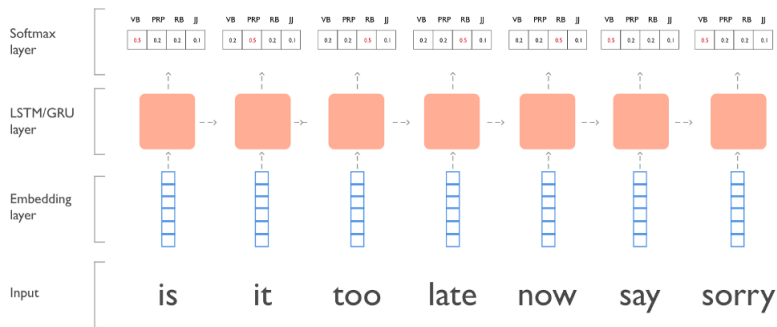 Softmax layer
VB PRP RB JJ VB PRP RB JJ VB PRP RB JJ VB PRP RB JJ VB PRP RB JJ VB PRP RB JJ VB PRP RB JJ
0.5 0.2 0.2 0.1 0.2 0.5 0.2 0.1 0.2 0.2 0.5 0.1 0.2 0.2 0.5 0.1 0.2 0.2 0.5 0.1 0.5 0.2 0.2 0.1 0.5 0.2 0.2 0.1
LSTM/GRU
layer
Embedding
layer
Input
is it too late now say sorry